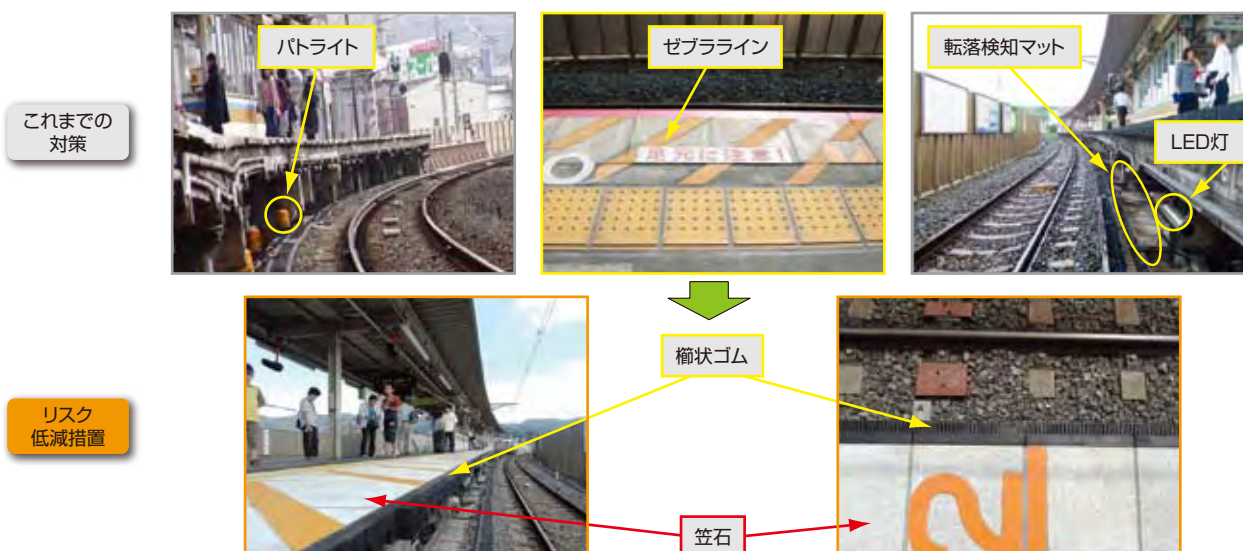 パトライト
ゼブラライン
転落検知マット
LED灯
これまでの
対策
足元に注意
櫛状ゴム
リスク
低減措置
笠石
2